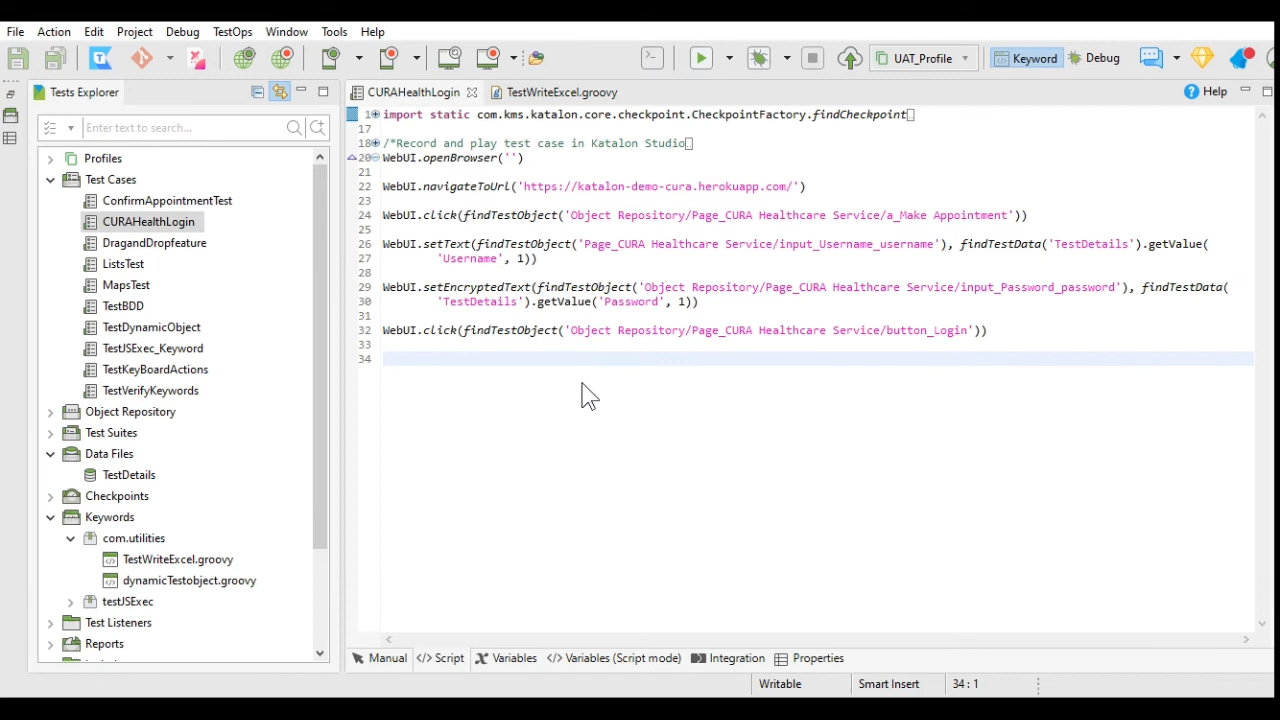 File Action Edit Project Debug TestOps Window Tools Help
UAT_Profile Keyword Debug
Tests Explorer
CURAHealthLogin TestWriteExcel.groovy Help
Enter text to search...
Profiles
Test Cases
ConfirmAppointmentTest
CURAHealthLogin
DragandDropfeature
ListsTest
MapsTest
TestBDD
TestDynamicObject
TestJSExec_Keyword
TestKeyBoardActions
TestVerifyKeywords
Object Repository
Test Suites
Data Files
TestDetails
Checkpoints
Keywords
com.utilities
TestWriteExcel.groovy
dynamicTestobject.groovy
testJSExec
Test Listeners
Reports
1 import static com.kms.katalon.core.checkpoint.CheckpointFactory.findCheckpoint
17
18 /*Record and play test case in Katalon Studio
20 WebUI.openBrowser('')
21
22 WebUI.navigateToUrl('https://katalon-demo-cura.herokuapp.com/')
23
24 WebUI.click(findTestObject('Object Repository/Page_CURA Healthcare Service/a_Make Appointment'))
25
26 WebUI.setText(findTestObject('Page_CURA Healthcare Service/input_Username_username'), findTestData('TestDetails').getValue(
27 'Username', 1))
28
29 WebUI.setEncryptedText(findTestObject('Object Repository/Page_CURA Healthcare Service/input_Password_password'), findTestData(
30 'TestDetails').getValue('Password', 1))
31
32 WebUI.click(findTestObject('Object Repository/Page_CURA Healthcare Service/button_Login'))
33
34
Manual Script Variables Variables (Script mode) Integration Properties
Writable Smart Insert 34 : 1